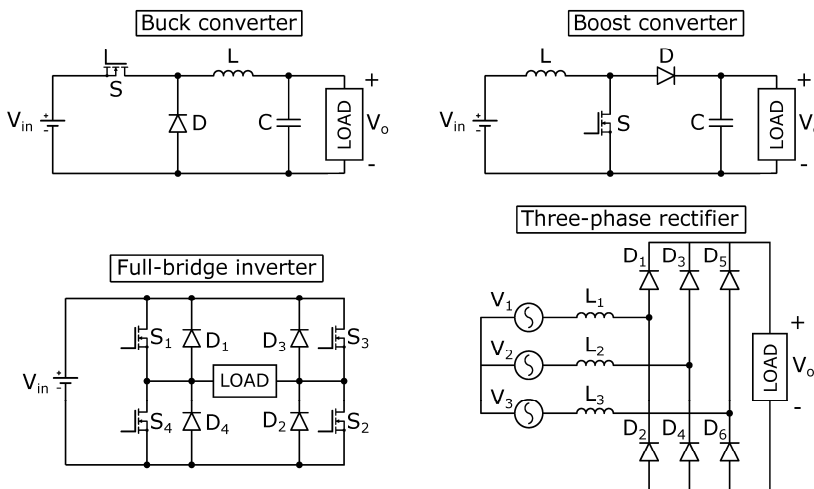 Buck converter
L
S
D
C
LOAD
V_in
V_o
+
-
Boost converter
L
D
S
C
LOAD
V_in
+
-
Full-bridge inverter
V_in
S_1
D_1
D_3
S_3
LOAD
S_4
D_4
D_2
S_2
Three-phase rectifier
D_1
D_3
D_5
V_1
L_1
V_2
L_2
V_3
L_3
D_2
D_4
D_6
LOAD
V_o
+
-